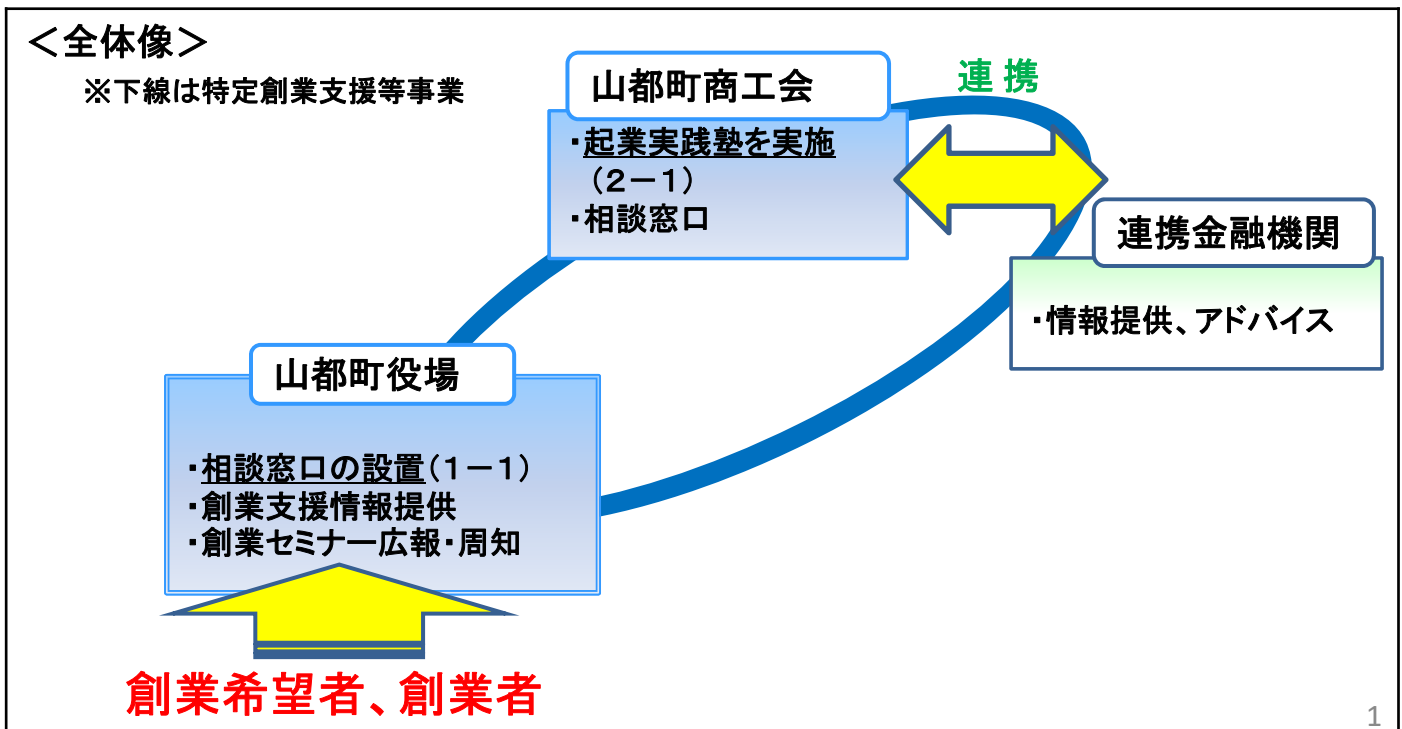 ＜全体像＞
※下線は特定創業支援等事業
山都町商工会
・起業実践塾を実施
（２－１）
・相談窓口
連 携
連携金融機関
・情報提供、アドバイス
山都町役場
・相談窓口の設置（１－１）
・創業支援情報提供
・創業セミナー広報・周知
創業希望者、創業者
1